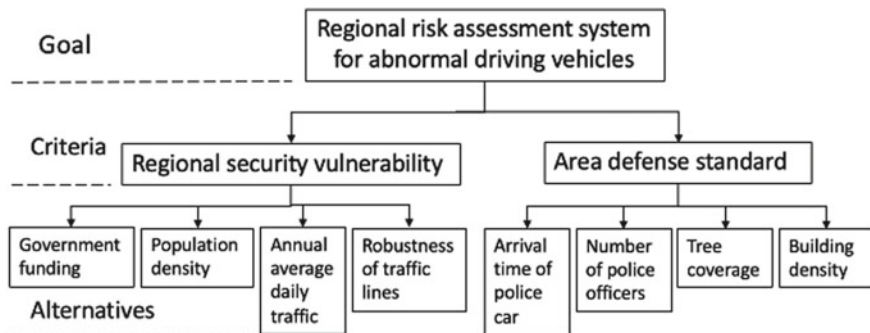 Goal
Regional risk assessment system
for abnormal driving vehicles
Criteria
Regional security vulnerability
Area defense standard
Government
funding
Population
density
Annual
average
daily
traffic
Robustness
of traffic
lines
Arrival
time of
police
car
Number
of police
officers
Tree
coverage
Building
density
Alternatives